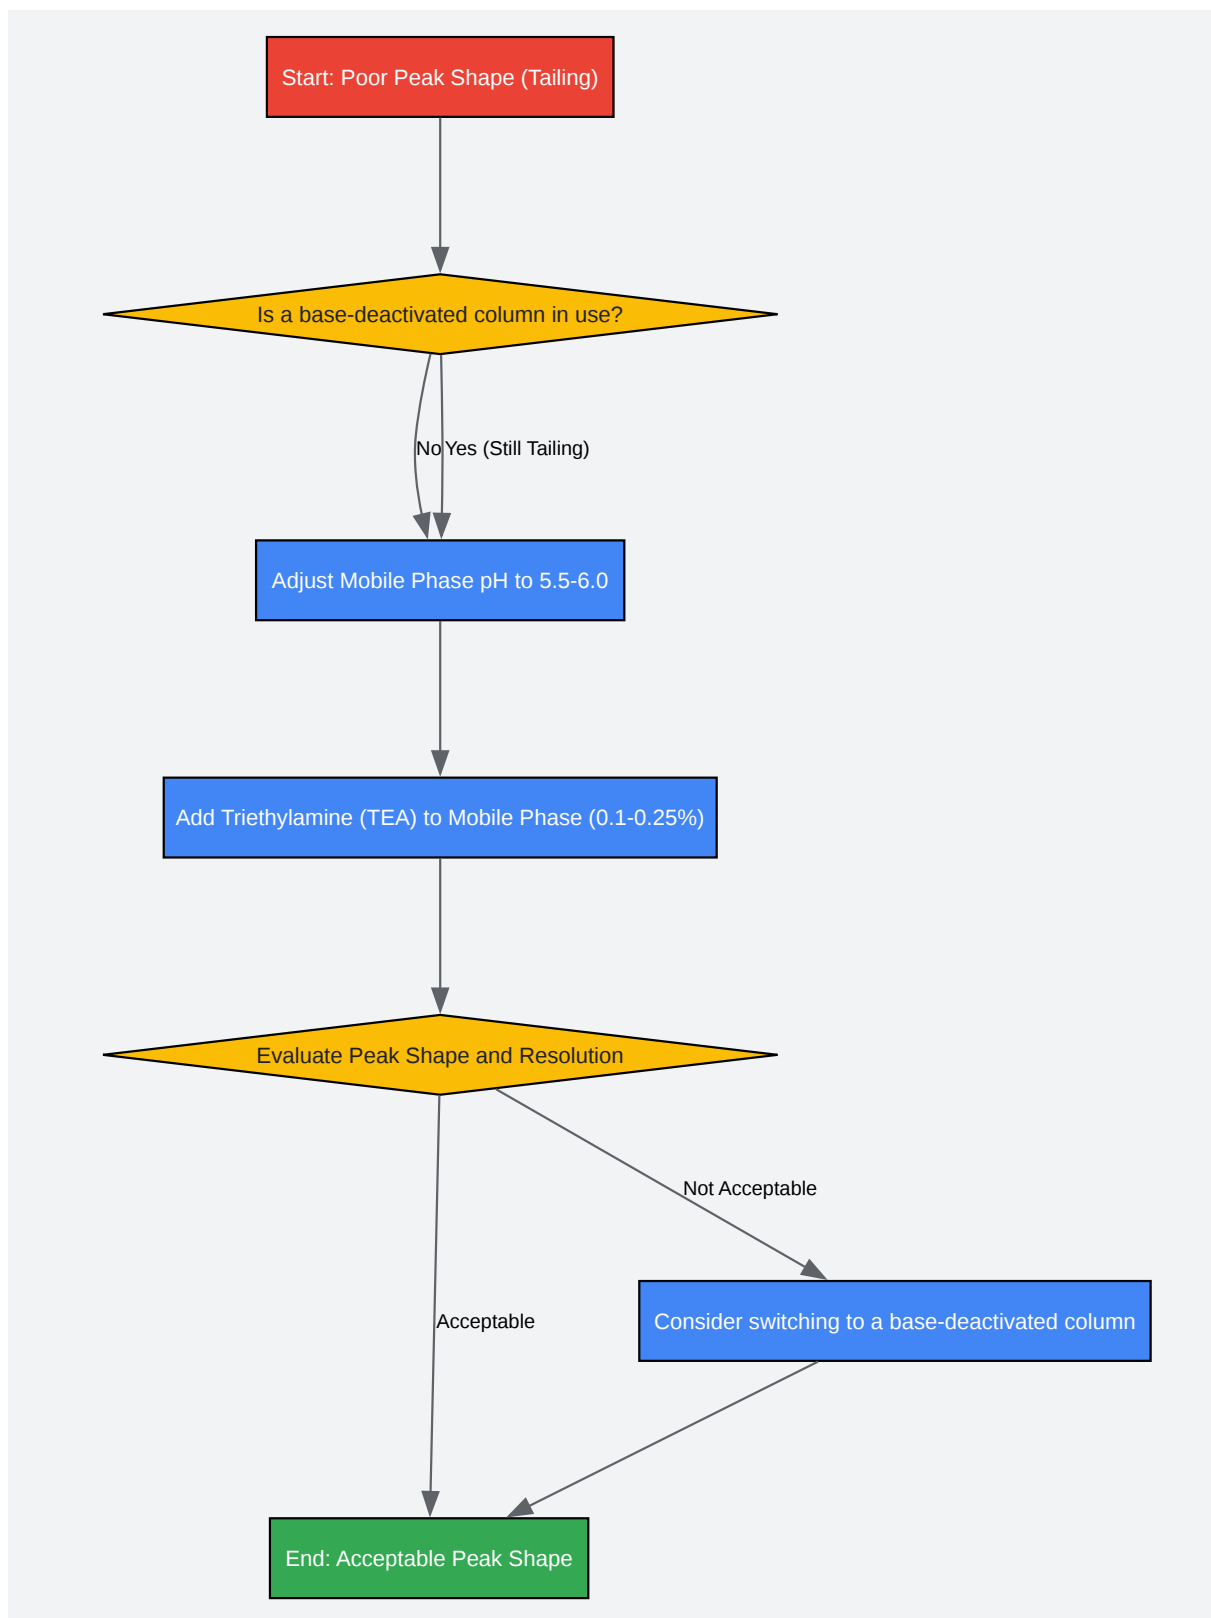 Start: Poor Peak Shape (Tailing)
Is a base-deactivated column in use?
No
Yes (Still Tailing)
Adjust Mobile Phase pH to 5.5-6.0
Add Triethylamine (TEA) to Mobile Phase (0.1-0.25%)
Evaluate Peak Shape and Resolution
Not Acceptable
Acceptable
Consider switching to a base-deactivated column
End: Acceptable Peak Shape